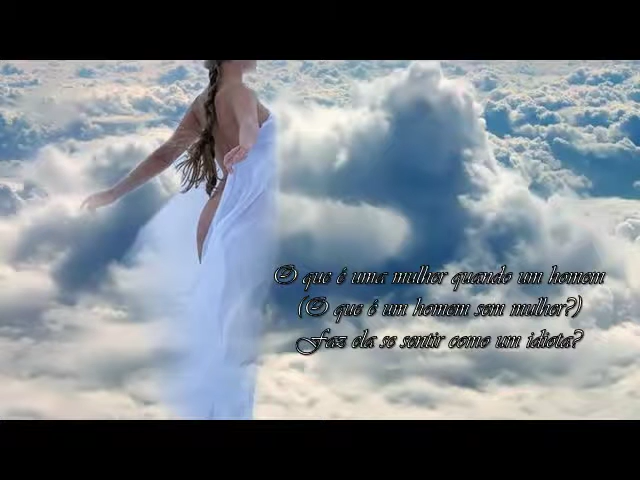 O que é uma mulher quando um homem
(O que é um homem sem mulher?)
Faz ela se sentir como um idiota?